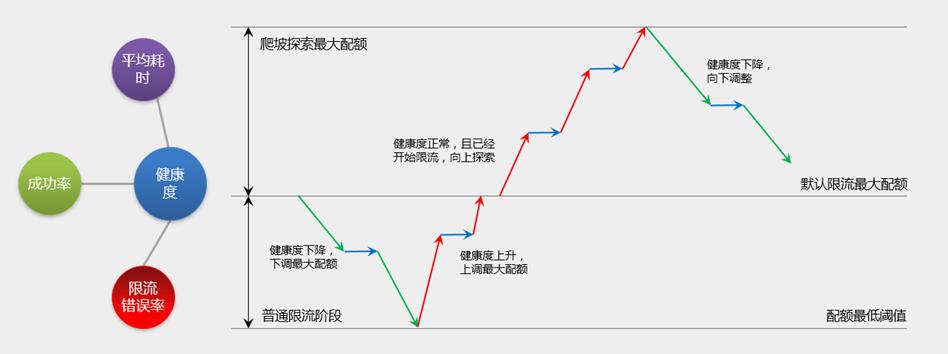 平均耗
时
成功率
健康
度
限流
错误率
爬坡探索最大配额
健康度正常，且已经
开始限流，向上探索
健康度下降，
向下调整
默认限流最大配额
健康度下降，
下调最大配额
健康度上升，
上调最大配额
普通限流阶段
配额最低阈值